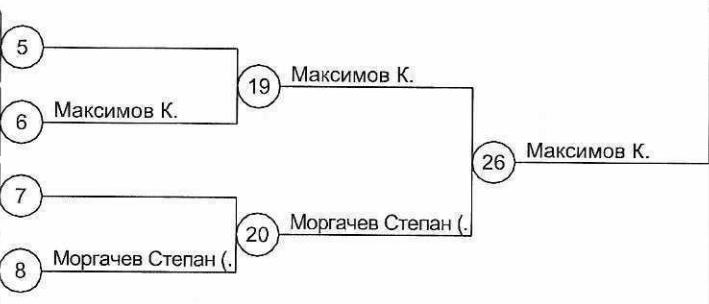 5
19 Максимов К.
6 Максимов К.
26 Максимов К.
7
20 Моргачев Степан (.
8 Моргачев Степан (.